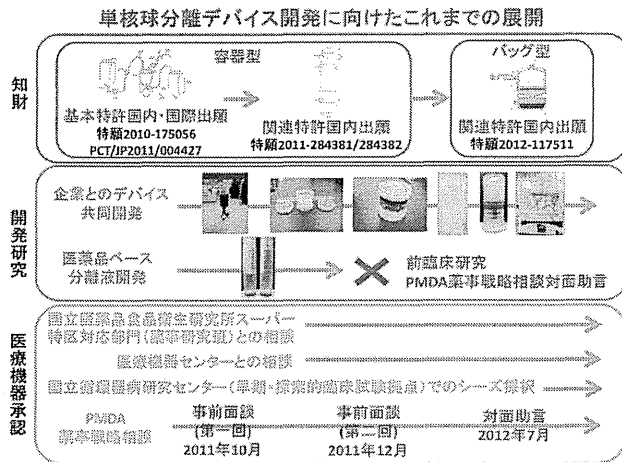 単核球分離デバイス開発に向けたこれまでの展開
知財
容器型
バッグ型
基本特許国内・国際出願
特願2010-175056
PCT/JP2011/004427
関連特許国内出願
特願2011-284381/284382
関連特許国内出願
特願2012-117511
開発研究
企業とのデバイス
共同開発
医薬品ベース
分離液開発
前臨床研究
PMDA薬事戦略相談対面助言
医療機器承認
国立医薬品食品衛生研究所スーパー
特区対応部門(薬事研究班)との相談
医療機器センターとの相談
国立循環器病研究センター(早期・探索的臨床試験拠点)でのシーズ採択
PMDA
薬事戦略相談
事前面談
(第一回)
2011年10月
事前面談
(第二回)
2011年12月
対面助言
2012年7月